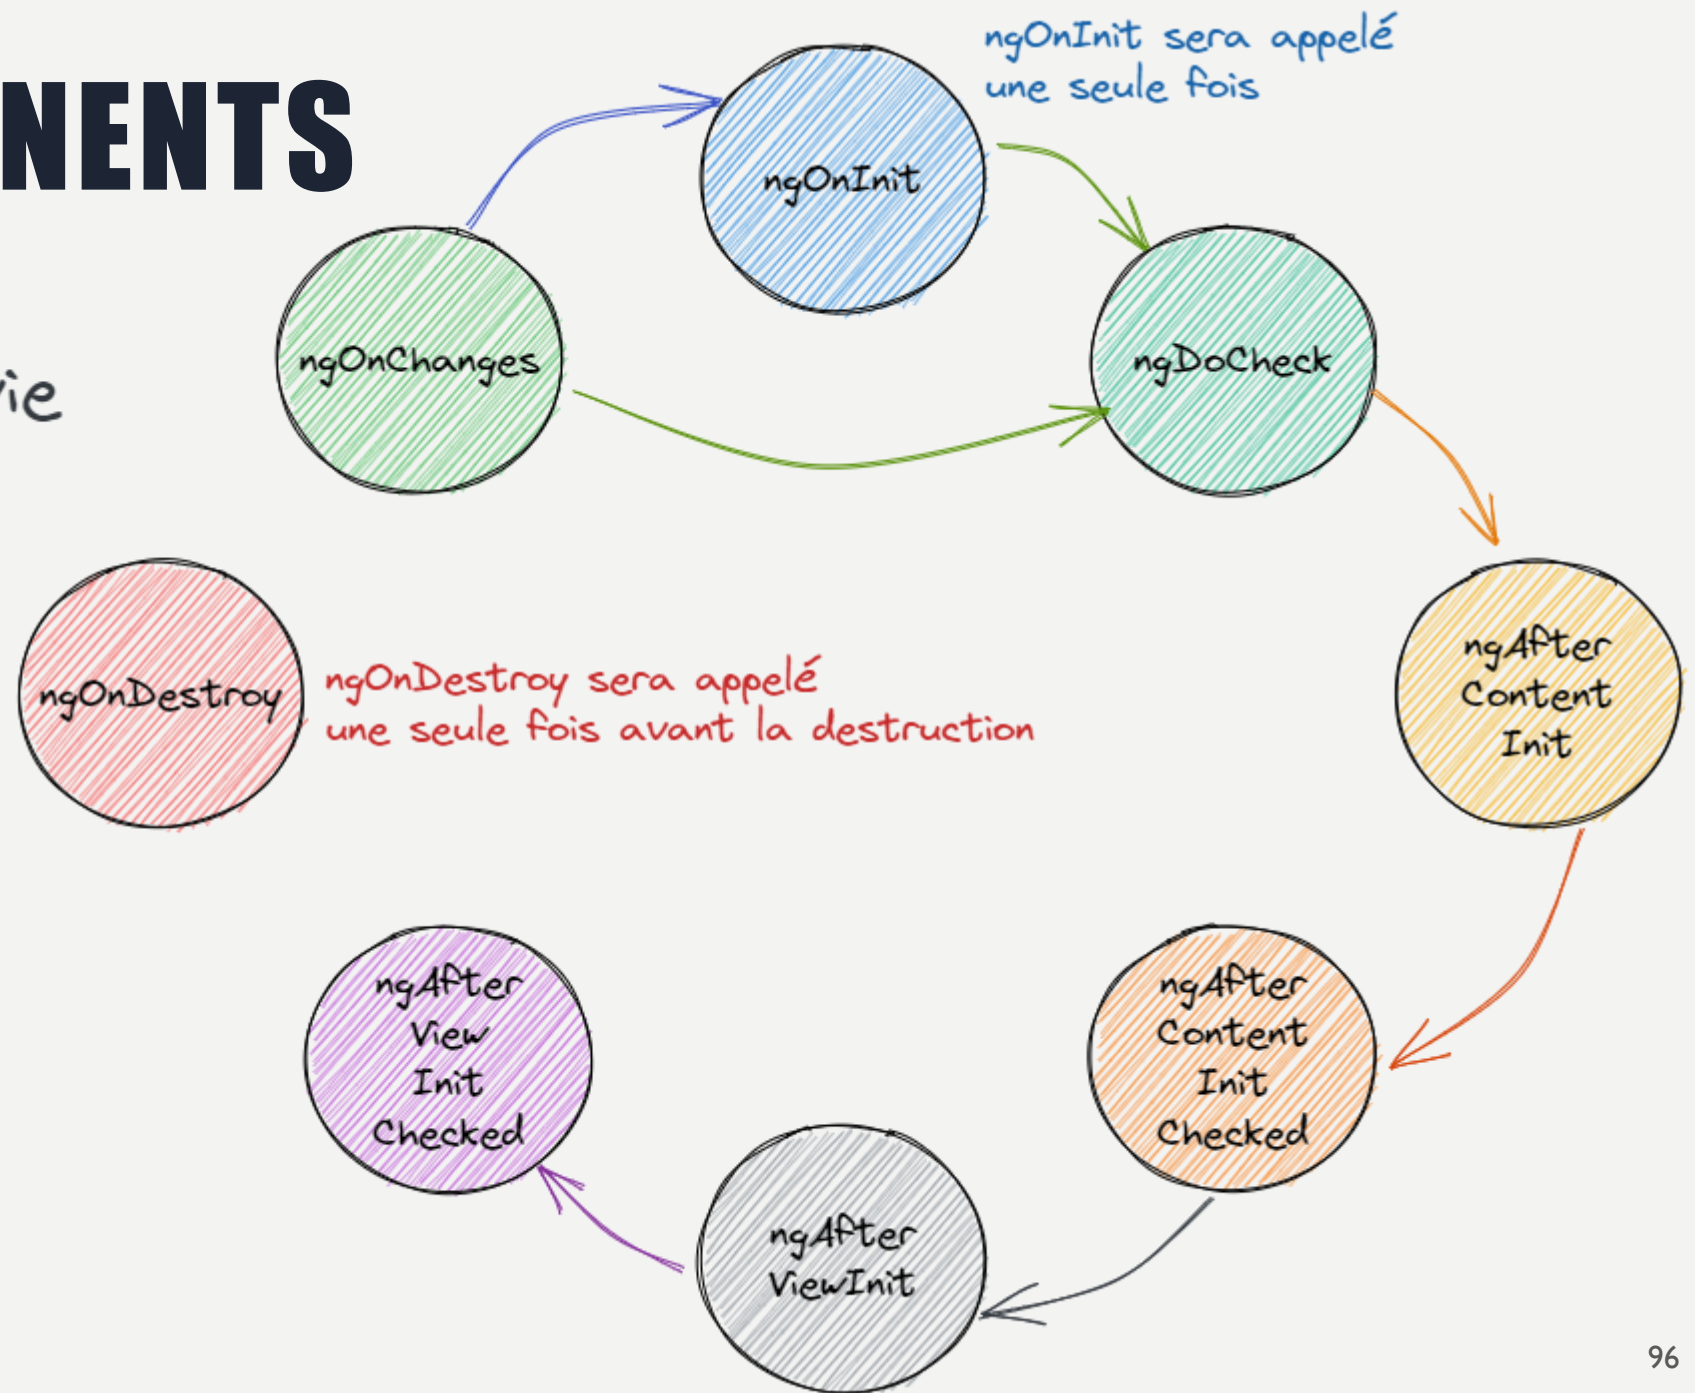 ngOnInit sera appelé
une seule fois
NENTS
ngOnInit
ngOnChanges
ngDoCheck
vie
ngAfter
Content
Init
ngOnDestroy
ngOnDestroy sera appelé
une seule fois avant la destruction
ngAfter
View
Init
Checked
ngAfter
Content
Init
Checked
ngAfter
ViewInit
96